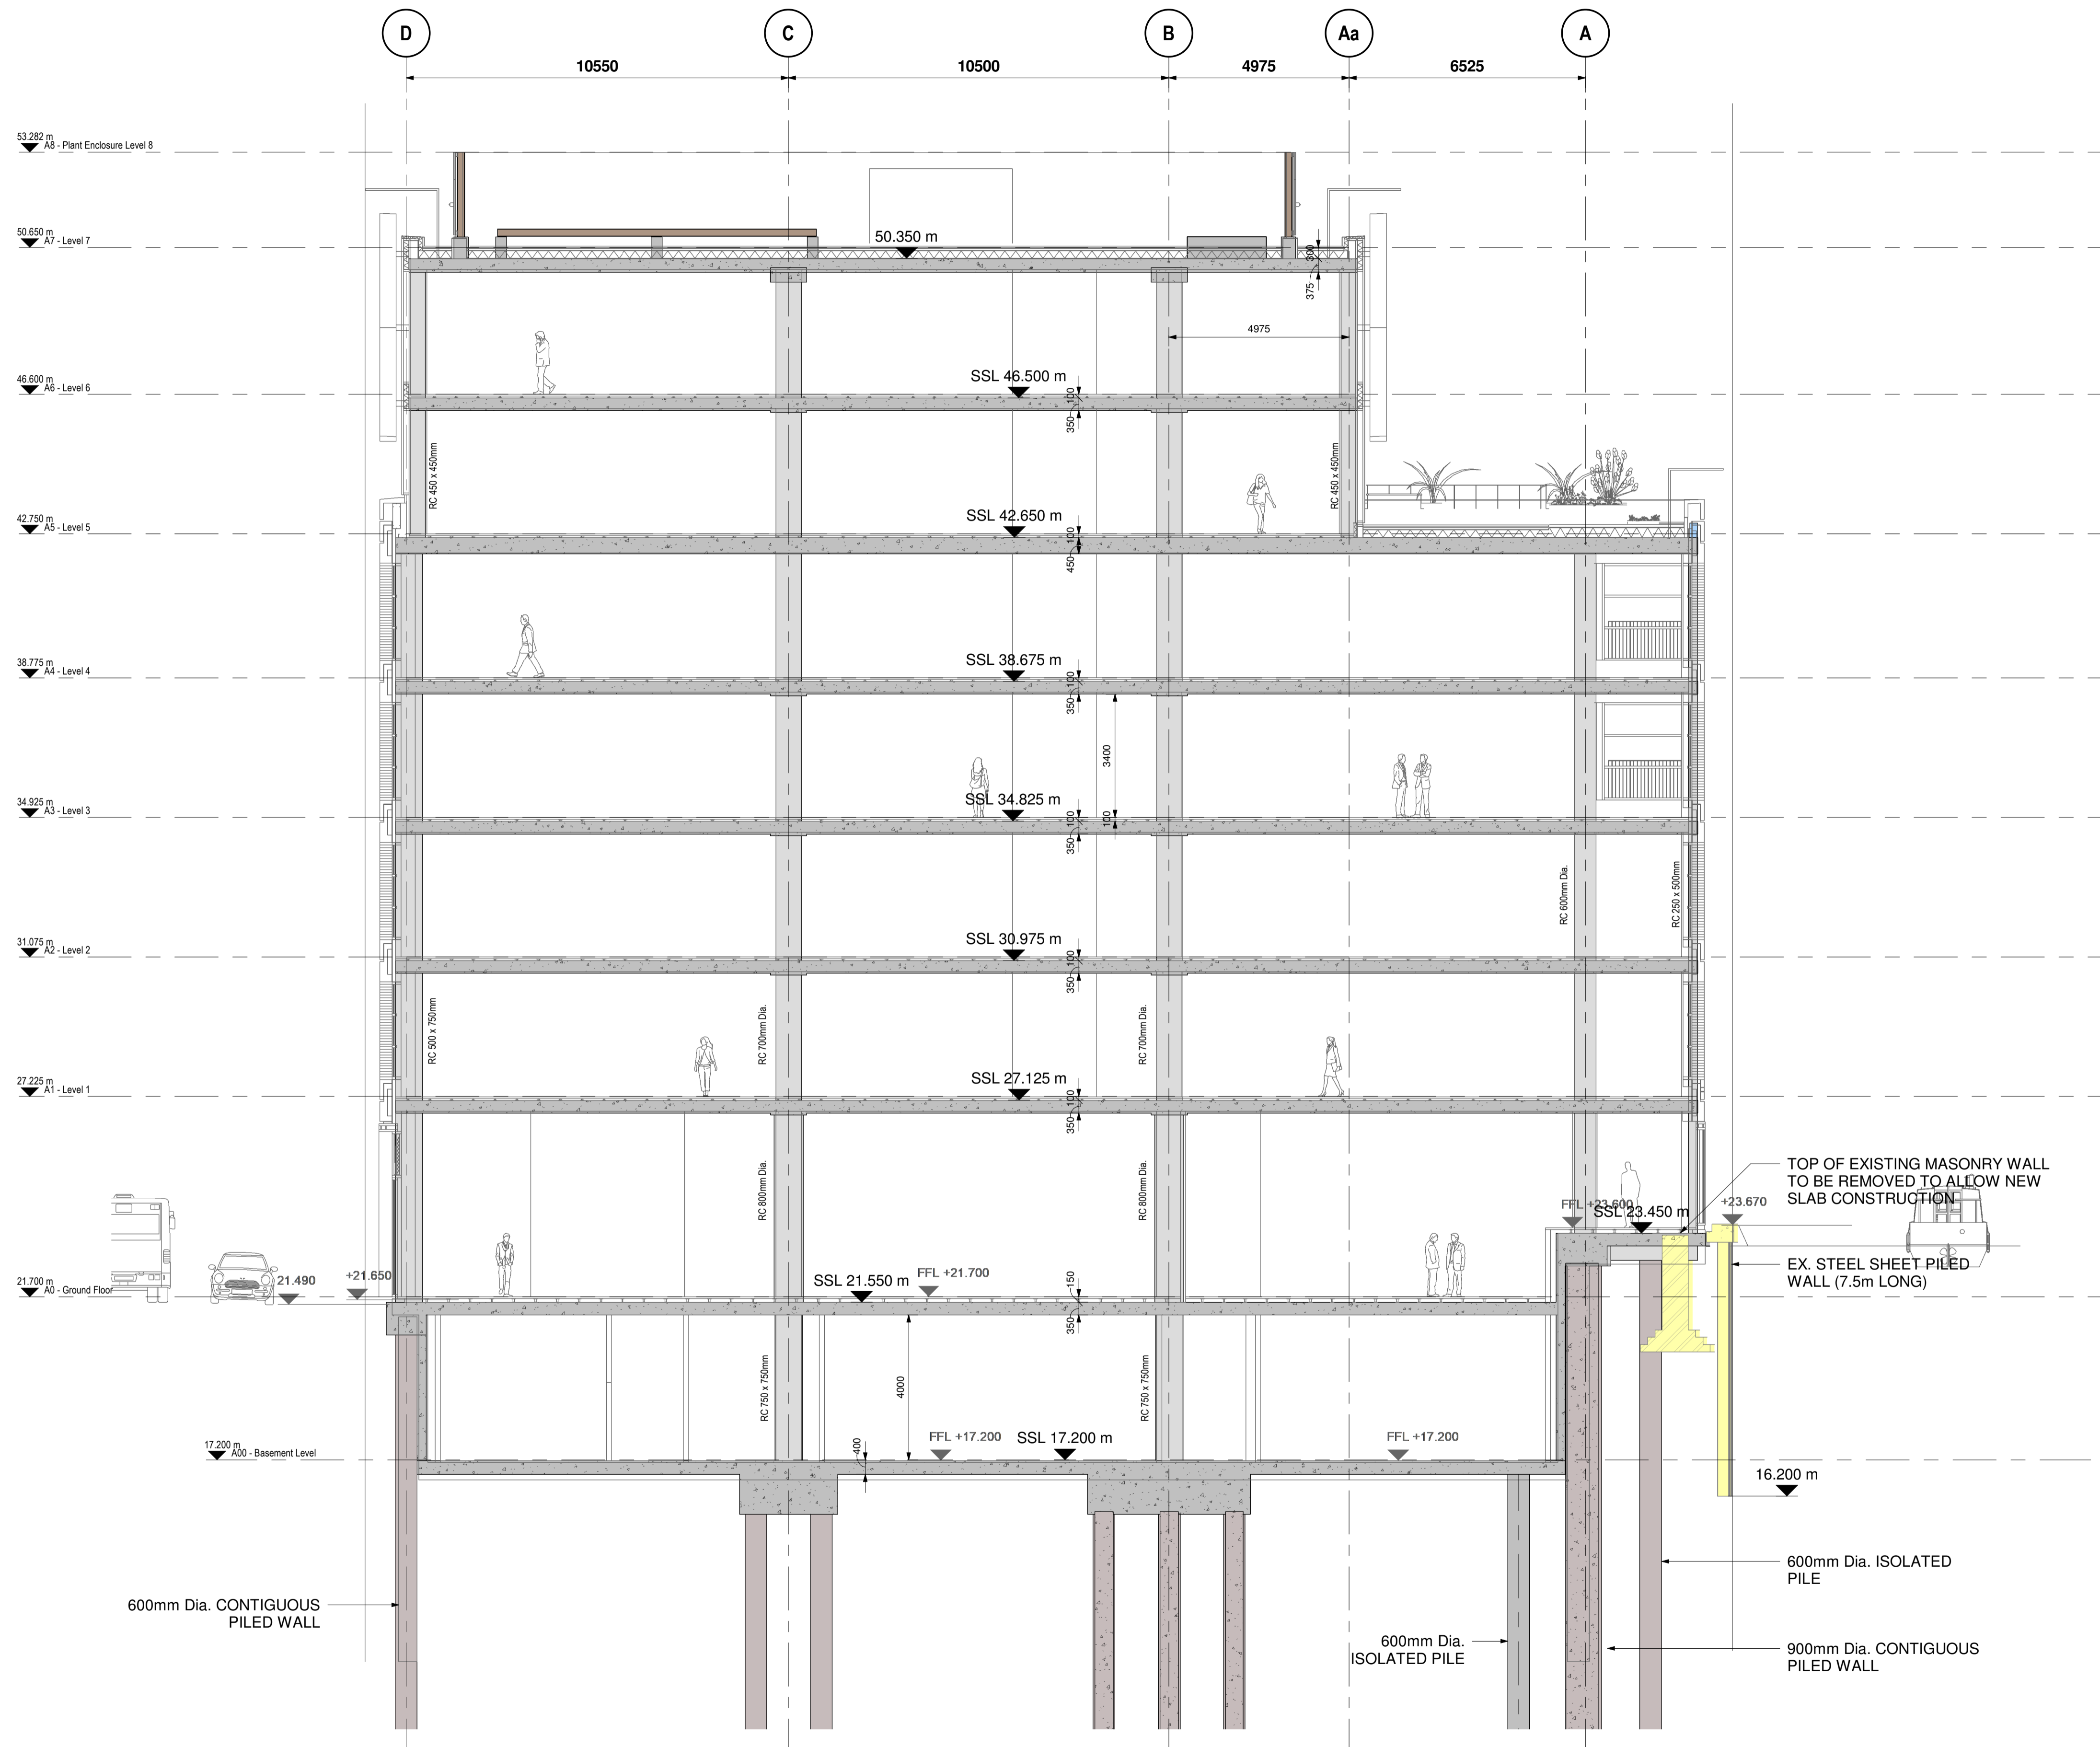 D
C
B
Aa
A
10550
10500
4975
6525
53.282 m
A8 - Plant Enclosure Level 8
50.650 m
A7 - Level 7
50.350 m
300
375
4975
46.600 m
A6 - Level 6
SSL 46.500 m
100
350
RC 450 x 450mm
RC 450 x 450mm
42.750 m
A5 - Level 5
SSL 42.650 m
100
450
38.775 m
A4 - Level 4
SSL 38.675 m
100
350
3400
34.925 m
A3 - Level 3
SSL 34.825 m
100
100
350
RC 600mm Dia.
RC 250 x 500mm
31.075 m
A2 - Level 2
SSL 30.975 m
100
350
RC 500 x 750mm
RC 700mm Dia.
RC 700mm Dia.
27.225 m
A1 - Level 1
SSL 27.125 m
100
350
RC 800mm Dia.
RC 800mm Dia.
TOP OF EXISTING MASONRY WALL
TO BE REMOVED TO ALLOW NEW
SLAB CONSTRUCTION
FFL +23.600
SSL 23.450 m
+23.670
EX. STEEL SHEET PILED
WALL (7.5m LONG)
21.700 m
A0 - Ground Floor
21.490
+21.650
SSL 21.550 m
FFL +21.700
150
350
RC 750 x 750mm
4000
RC 750 x 750mm
17.200 m
A00 - Basement Level
400
FFL +17.200
SSL 17.200 m
FFL +17.200
16.200 m
600mm Dia. ISOLATED
PILE
600mm Dia. CONTIGUOUS
PILED WALL
600mm Dia.
ISOLATED PILE
900mm Dia. CONTIGUOUS
PILED WALL